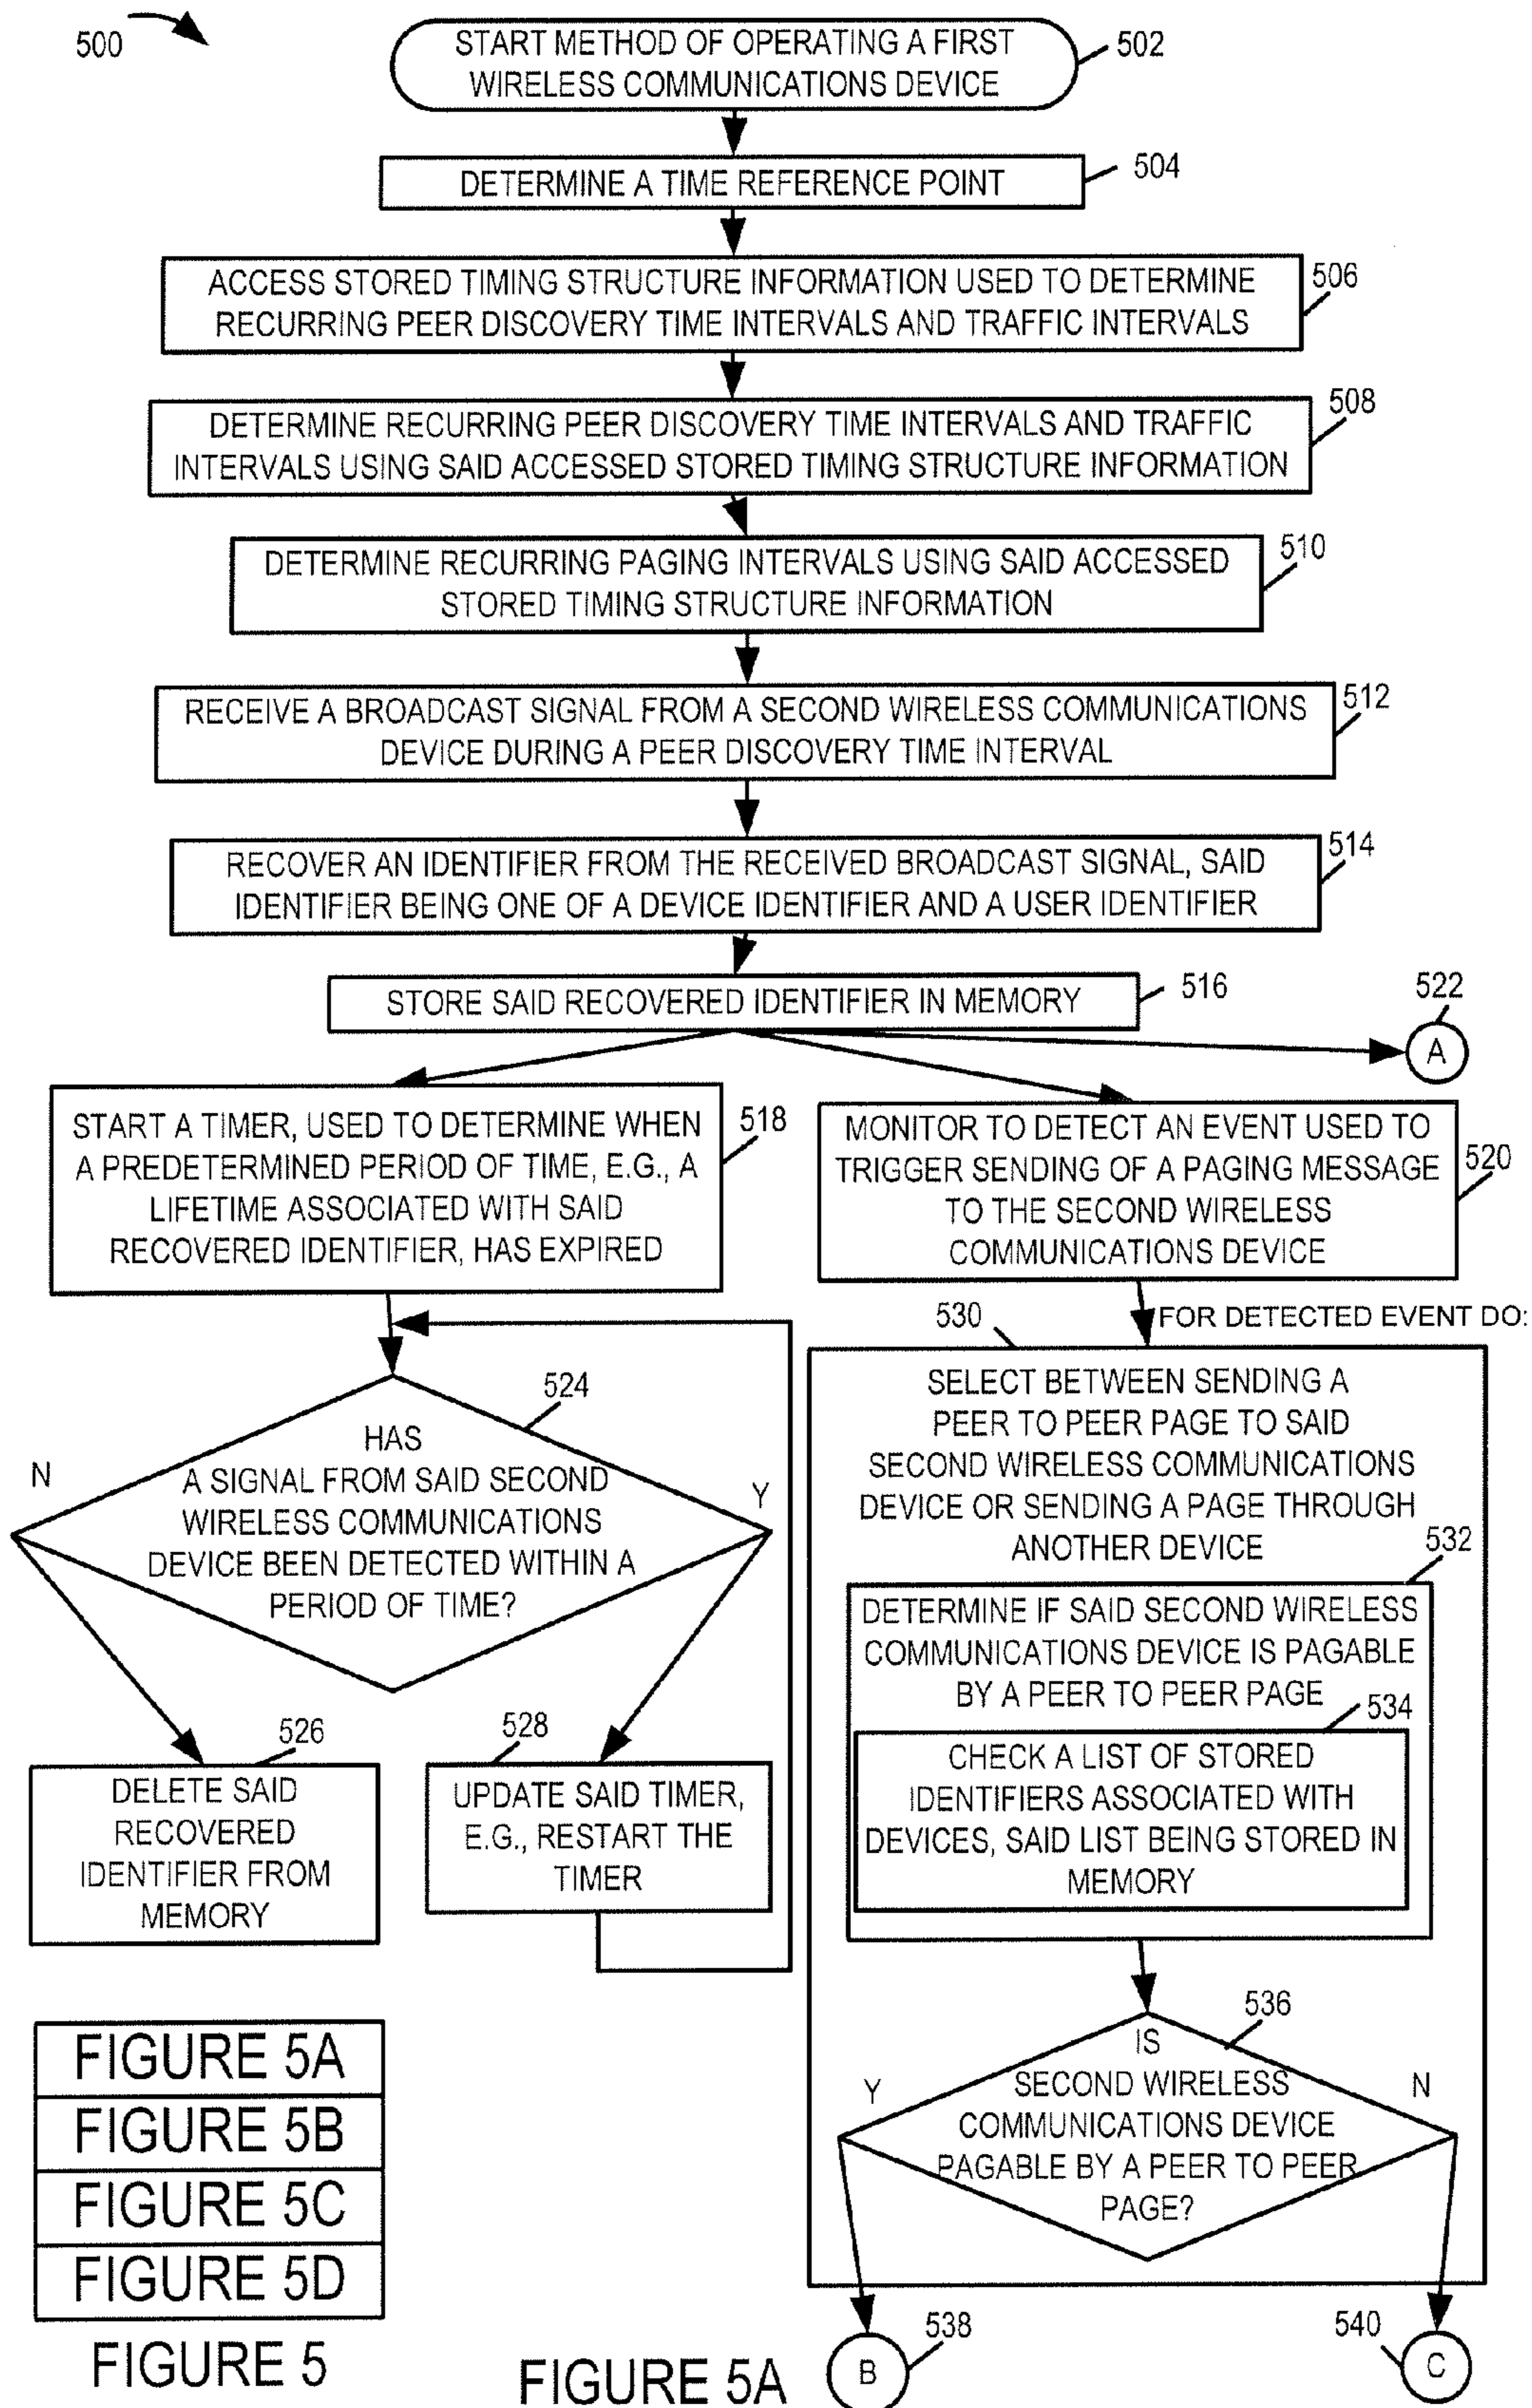 500
START METHOD OF OPERATING A FIRST
WIRELESS COMMUNICATIONS DEVICE
502
DETERMINE A TIME REFERENCE POINT
504
ACCESS STORED TIMING STRUCTURE INFORMATION USED TO DETERMINE
RECURRING PEER DISCOVERY TIME INTERVALS AND TRAFFIC INTERVALS
506
DETERMINE RECURRING PEER DISCOVERY TIME INTERVALS AND TRAFFIC
INTERVALS USING SAID ACCESSED STORED TIMING STRUCTURE INFORMATION
508
DETERMINE RECURRING PAGING INTERVALS USING SAID ACCESSED
STORED TIMING STRUCTURE INFORMATION
510
RECEIVE A BROADCAST SIGNAL FROM A SECOND WIRELESS COMMUNICATIONS
DEVICE DURING A PEER DISCOVERY TIME INTERVAL
512
RECOVER AN IDENTIFIER FROM THE RECEIVED BROADCAST SIGNAL, SAID
IDENTIFIER BEING ONE OF A DEVICE IDENTIFIER AND A USER IDENTIFIER
514
STORE SAID RECOVERED IDENTIFIER IN MEMORY
516
522
A
START A TIMER, USED TO DETERMINE WHEN
A PREDETERMINED PERIOD OF TIME, E.G., A
LIFETIME ASSOCIATED WITH SAID
RECOVERED IDENTIFIER, HAS EXPIRED
518
MONITOR TO DETECT AN EVENT USED TO
TRIGGER SENDING OF A PAGING MESSAGE
TO THE SECOND WIRELESS
COMMUNICATIONS DEVICE
520
FOR DETECTED EVENT DO:
524
HAS
A SIGNAL FROM SAID SECOND
WIRELESS COMMUNICATIONS
DEVICE BEEN DETECTED WITHIN A
PERIOD OF TIME?
N
Y
526
DELETE SAID
RECOVERED
IDENTIFIER FROM
MEMORY
528
UPDATE SAID TIMER,
E.G., RESTART THE
TIMER
530
SELECT BETWEEN SENDING A
PEER TO PEER PAGE TO SAID
SECOND WIRELESS COMMUNICATIONS
DEVICE OR SENDING A PAGE THROUGH
ANOTHER DEVICE
532
DETERMINE IF SAID SECOND WIRELESS
COMMUNICATIONS DEVICE IS PAGABLE
BY A PEER TO PEER PAGE
534
CHECK A LIST OF STORED
IDENTIFIERS ASSOCIATED WITH
DEVICES, SAID LIST BEING STORED IN
MEMORY
536
IS
SECOND WIRELESS
COMMUNICATIONS DEVICE
PAGABLE BY A PEER TO PEER
PAGE?
Y
N
B
538
540
C
FIGURE 5A
FIGURE 5B
FIGURE 5C
FIGURE 5D
FIGURE 5
FIGURE 5A